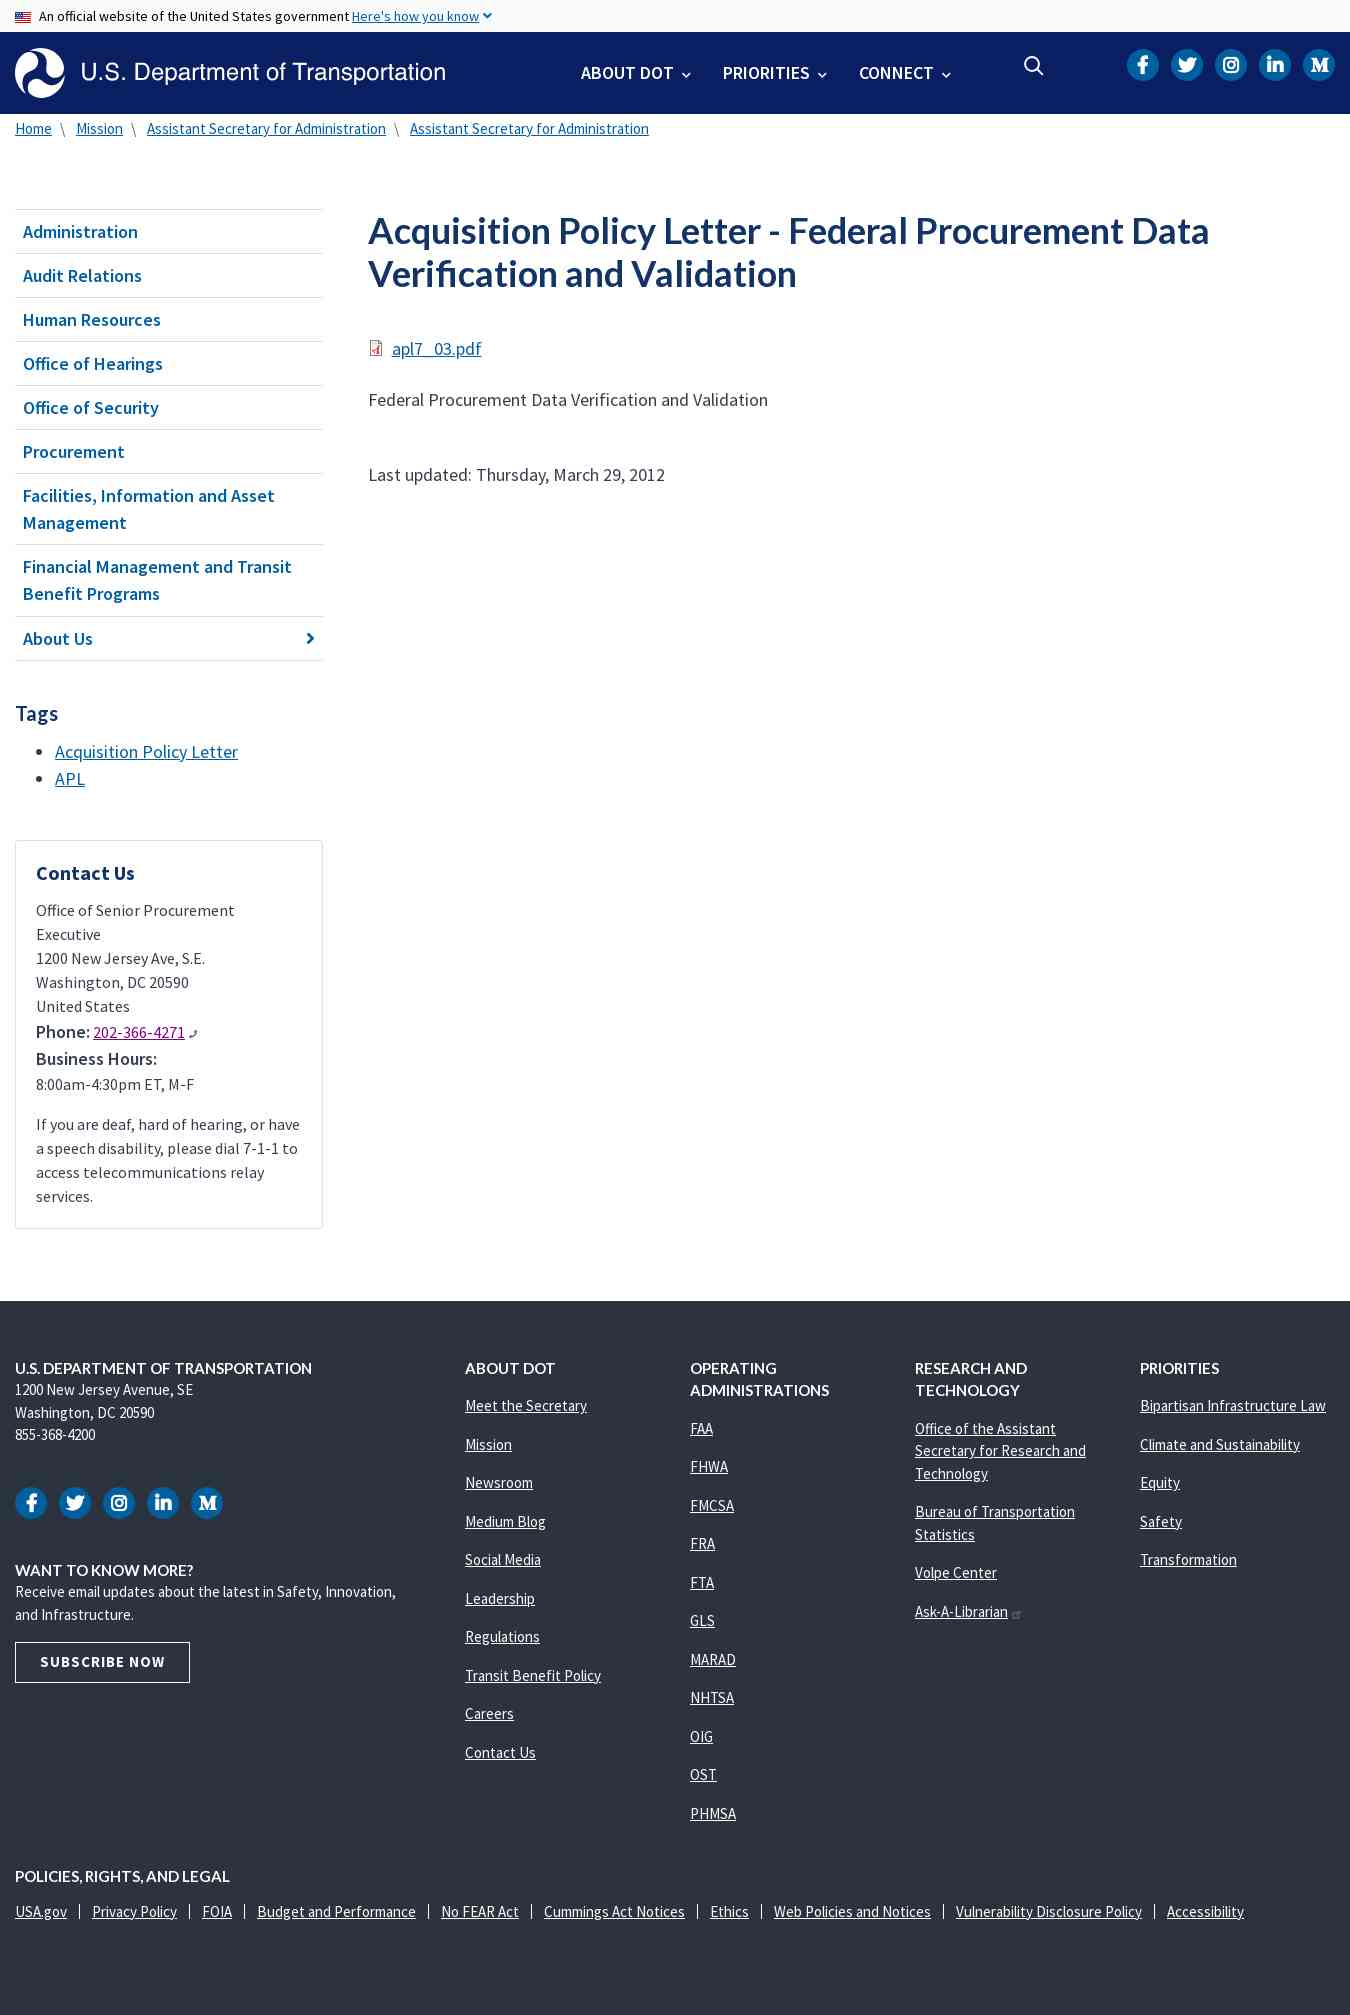 An official website of the United States government Here's how you know
U.S. Department of Transportation
ABOUT DOT
PRIORITIES
CONNECT
Home \ Mission \ Assistant Secretary for Administration \ Assistant Secretary for Administration
Administration
Audit Relations
Human Resources
Office of Hearings
Office of Security
Procurement
Facilities, Information and Asset
Management
Financial Management and Transit
Benefit Programs
About Us
Tags
Acquisition Policy Letter
APL
Contact Us
Office of Senior Procurement
Executive
1200 New Jersey Ave, S.E.
Washington, DC 20590
United States
Phone: 202-366-4271
Business Hours:
8:00am-4:30pm ET, M-F
If you are deaf, hard of hearing, or have
a speech disability, please dial 7-1-1 to
access telecommunications relay
services.
Acquisition Policy Letter - Federal Procurement Data
Verification and Validation
apl7_03.pdf
Federal Procurement Data Verification and Validation
Last updated: Thursday, March 29, 2012
U.S. DEPARTMENT OF TRANSPORTATION
1200 New Jersey Avenue, SE
Washington, DC 20590
855-368-4200
WANT TO KNOW MORE?
Receive email updates about the latest in Safety, Innovation,
and Infrastructure.
SUBSCRIBE NOW
ABOUT DOT
Meet the Secretary
Mission
Newsroom
Medium Blog
Social Media
Leadership
Regulations
Transit Benefit Policy
Careers
Contact Us
OPERATING
ADMINISTRATIONS
FAA
FHWA
FMCSA
FRA
FTA
GLS
MARAD
NHTSA
OIG
OST
PHMSA
RESEARCH AND
TECHNOLOGY
Office of the Assistant
Secretary for Research and
Technology
Bureau of Transportation
Statistics
Volpe Center
Ask-A-Librarian
PRIORITIES
Bipartisan Infrastructure Law
Climate and Sustainability
Equity
Safety
Transformation
POLICIES, RIGHTS, AND LEGAL
USA.gov | Privacy Policy | FOIA | Budget and Performance | No FEAR Act | Cummings Act Notices | Ethics | Web Policies and Notices | Vulnerability Disclosure Policy | Accessibility